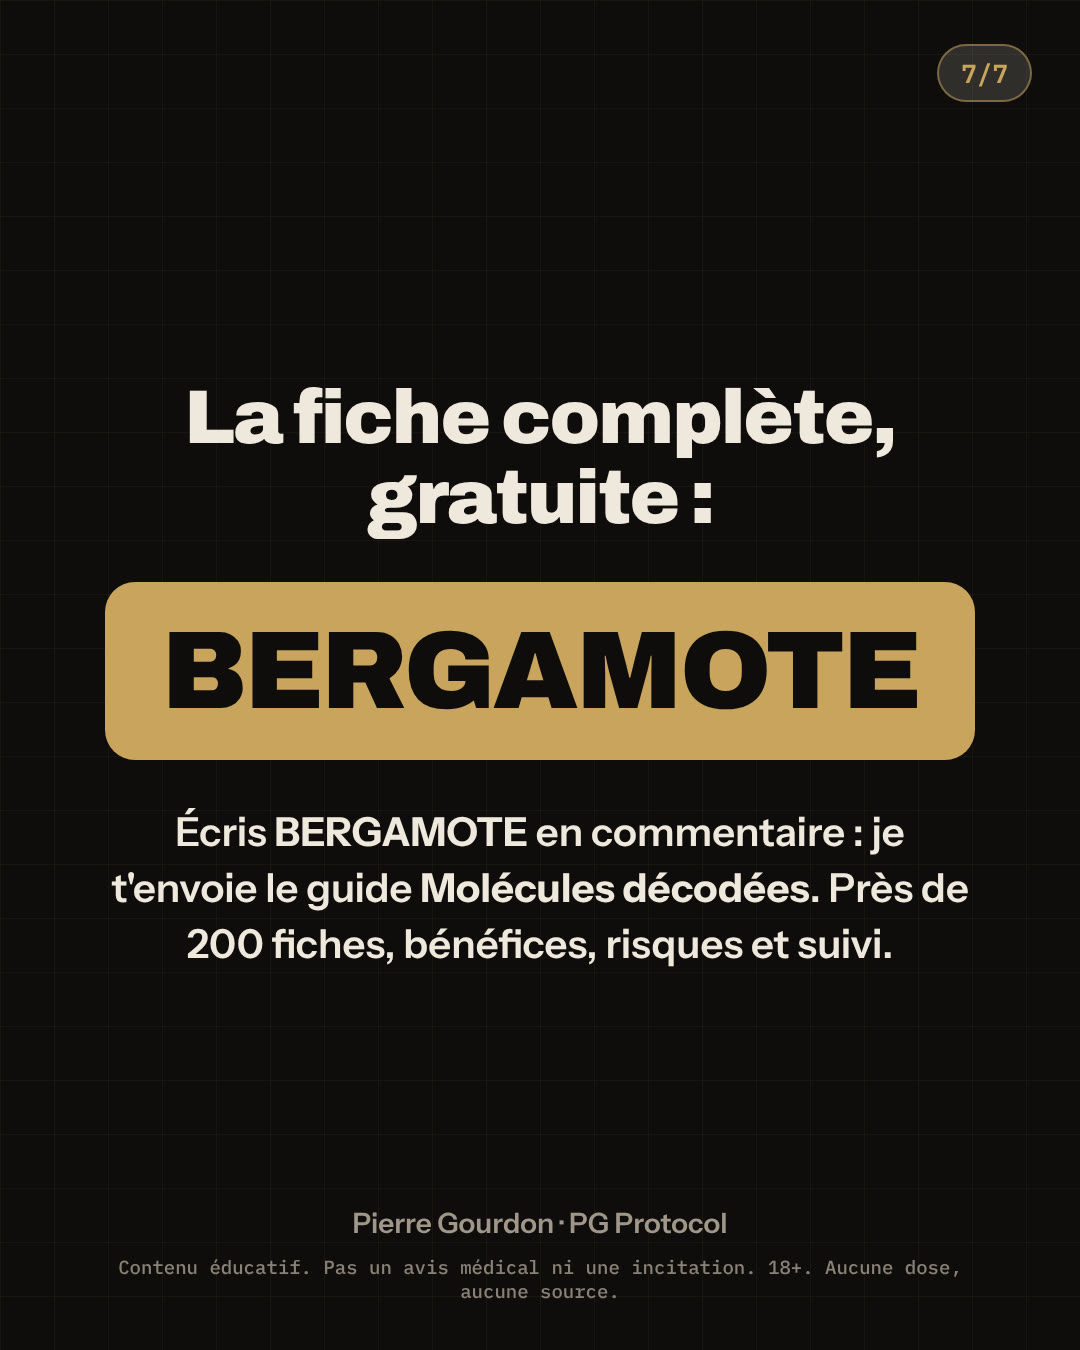 7/7
La fiche complète,
gratuite :
BERGAMOTE
Écris BERGAMOTE en commentaire : je
t'envoie le guide Molécules décodées. Près de
200 fiches, bénéfices, risques et suivi.
Pierre Gourdon · PG Protocol
Contenu éducatif. Pas un avis médical ni une incitation. 18+. Aucune dose,
aucune source.